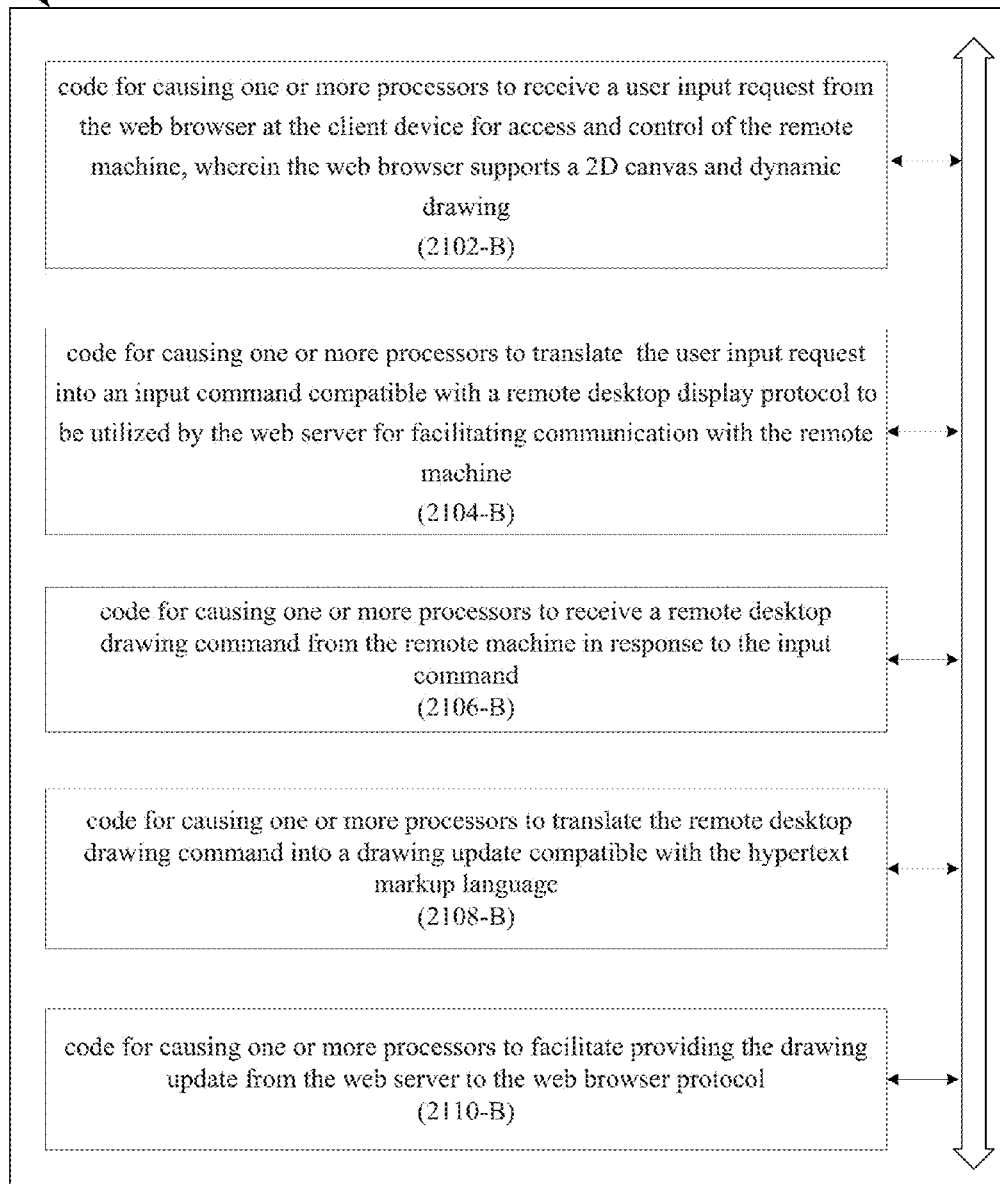 code for causing one or more processors to receive a user input request from
the web browser at the client device for access and control of the remote
machine, wherein the web browser supports a 2D canvas and dynamic
drawing
(2102-B)
code for causing one or more processors to translate the user input request
into an input command compatible with a remote desktop display protocol to
be utilized by the web server for facilitating communication with the remote
machine
(2104-B)
code for causing one or more processors to receive a remote desktop
drawing command from the remote machine in response to the input
command
(2106-B)
code for causing one or more processors to translate the remote desktop
drawing command into a drawing update compatible with the hypertext
markup language
(2108-B)
code for causing one or more processors to facilitate providing the drawing
update from the web server to the web browser protocol
(2110-B)